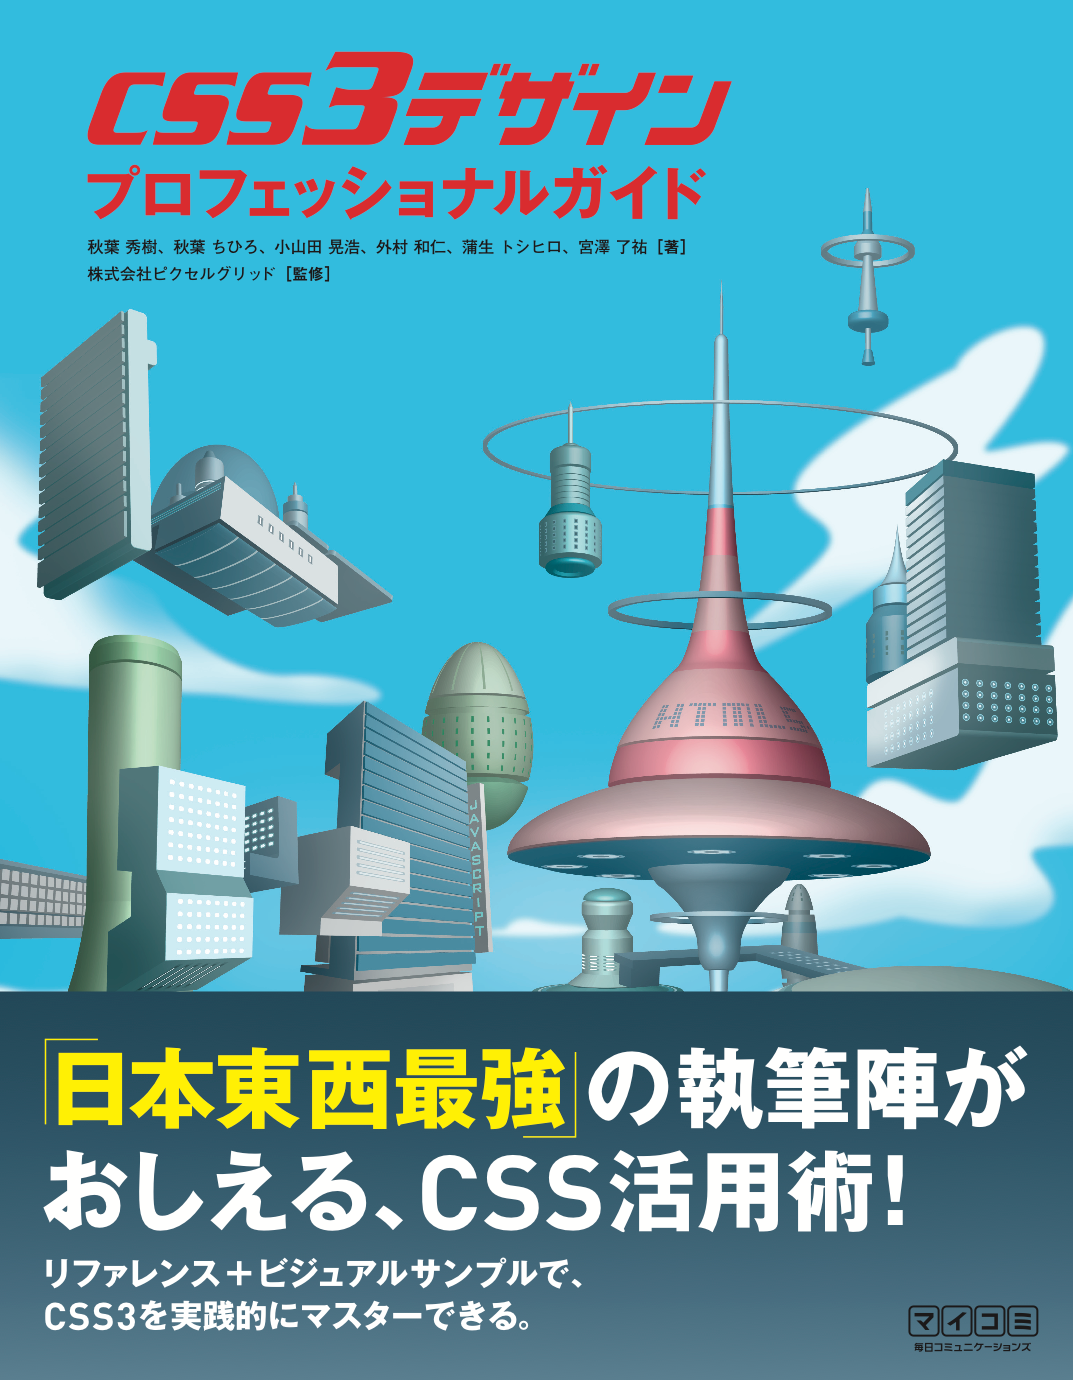 CSS3デザイン
プロフェッショナルガイド
秋葉 秀樹、秋葉 ちひろ、小山田 晃浩、外村 和仁、蒲生 トシヒロ、宮澤 了祐［著］
株式会社ピクセルグリッド［監修］
JAVASCRIPT
「日本東西最強」の執筆陣が
おしえる、CSS活用術！
リファレンス＋ビジュアルサンプルで、
CSS3を実践的にマスターできる。
マイコミ
毎日コミュニケーションズ